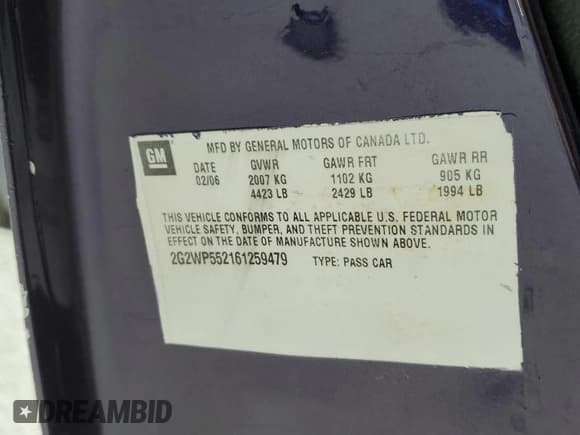 GM
MFD BY GENERAL MOTORS OF CANADA LTD.
DATE GVWR GAWR FRT GAWR RR
02/06 2007 KG 1102 KG 905 KG
4423 LB 2429 LB 1994 LB
THIS VEHICLE CONFORMS TO ALL APPLICABLE U.S. FEDERAL MOTOR
VEHICLE SAFETY, BUMPER, AND THEFT PREVENTION STANDARDS IN
EFFECT ON THE DATE OF MANUFACTURE SHOWN ABOVE.
2G2WP552161259479 TYPE: PASS CAR
DREAMBID